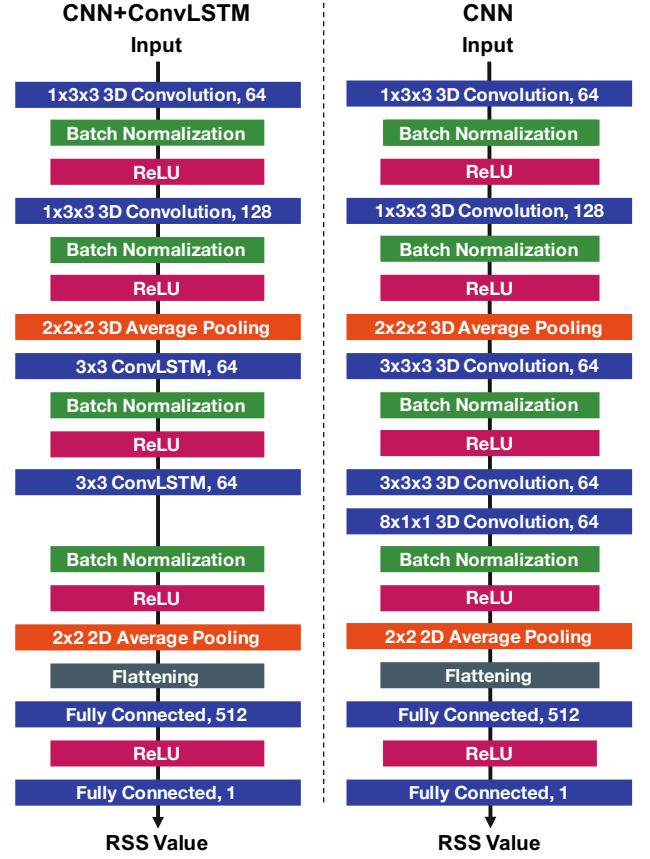 CNN+ConvLSTM
Input
1x3x3 3D Convolution, 64
Batch Normalization
ReLU
1x3x3 3D Convolution, 128
Batch Normalization
ReLU
2x2x2 3D Average Pooling
3x3 ConvLSTM, 64
Batch Normalization
ReLU
3x3 ConvLSTM, 64
Batch Normalization
ReLU
2x2 2D Average Pooling
Flattening
Fully Connected, 512
ReLU
Fully Connected, 1
RSS Value
CNN
Input
1x3x3 3D Convolution, 64
Batch Normalization
ReLU
1x3x3 3D Convolution, 128
Batch Normalization
ReLU
2x2x2 3D Average Pooling
3x3x3 3D Convolution, 64
Batch Normalization
ReLU
3x3x3 3D Convolution, 64
8x1x1 3D Convolution, 64
Batch Normalization
ReLU
2x2 2D Average Pooling
Flattening
Fully Connected, 512
ReLU
Fully Connected, 1
RSS Value